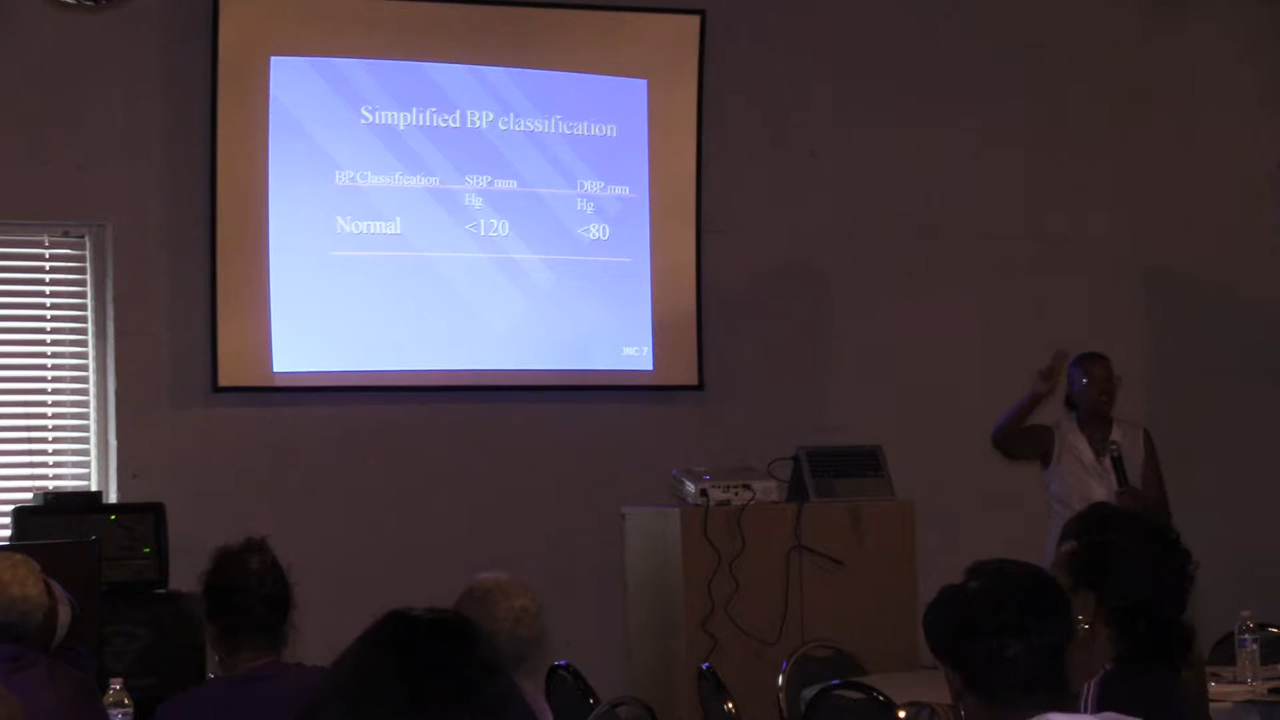 Simplified BP classification
BP Classification SBP mm Hg DBP mm Hg
Normal <120 <80
JNC 7